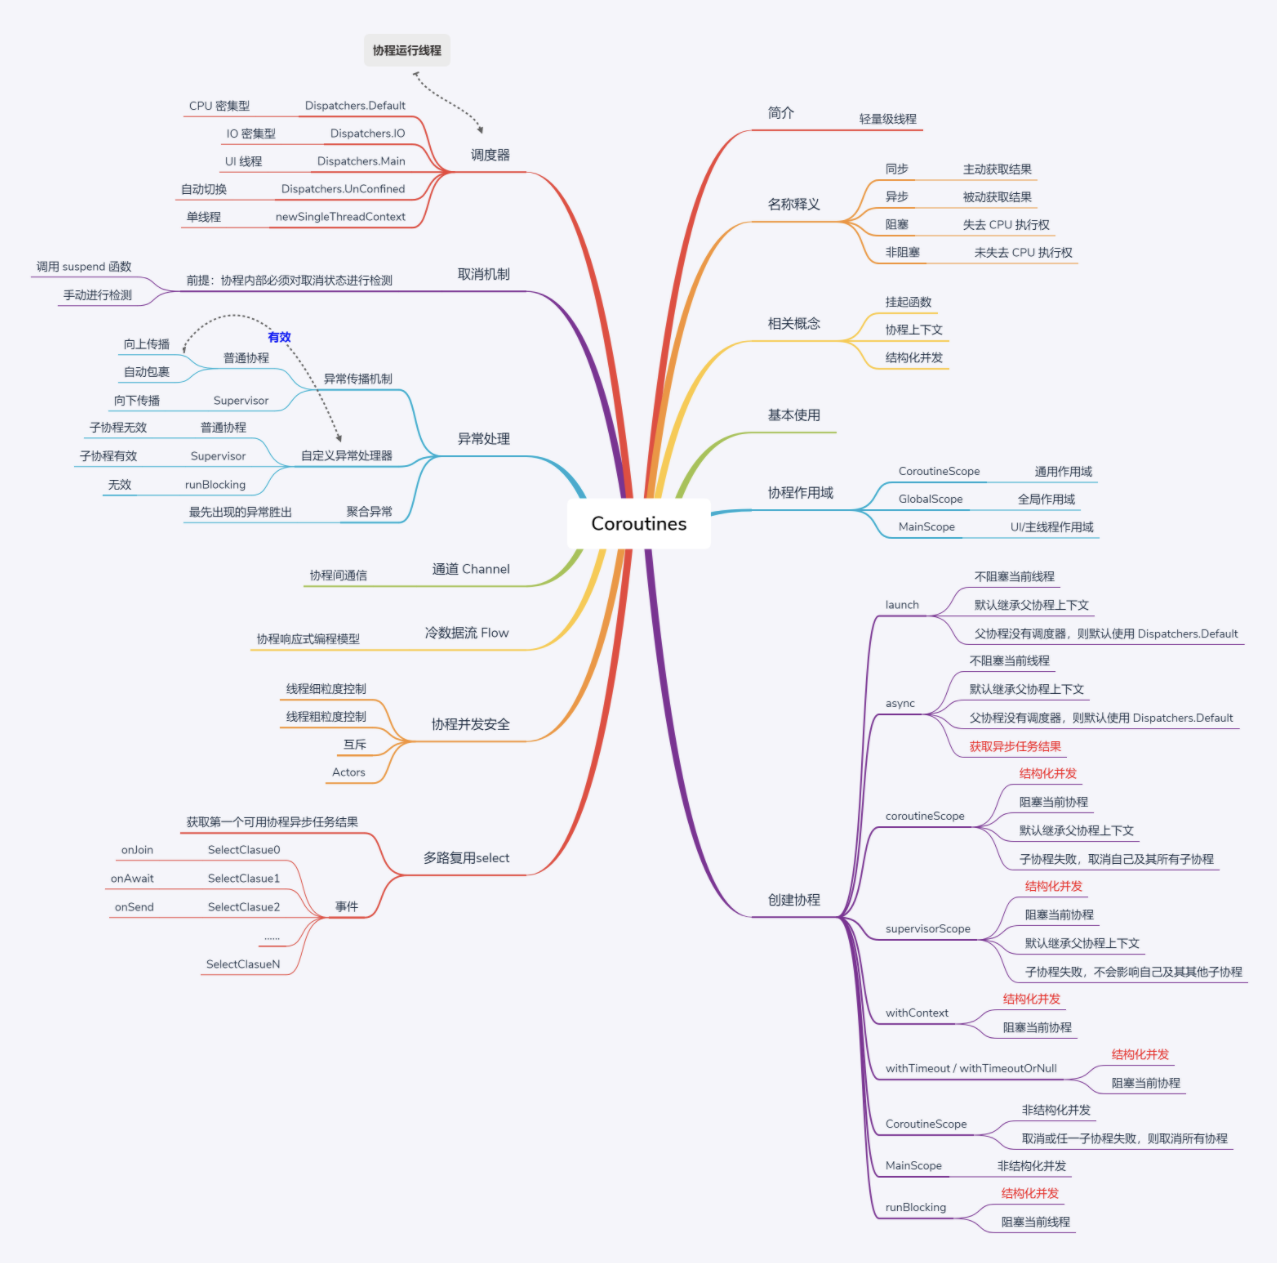 Coroutines
协程运行线程
调度器
CPU 密集型 Dispatchers.Default
IO 密集型 Dispatchers.IO
UI 线程 Dispatchers.Main
自动切换 Dispatchers.UnConfined
单线程 newSingleThreadContext
取消机制
前提：协程内部必须对取消状态进行检测
调用 suspend 函数
手动进行检测
异常处理
有效
异常传播机制
普通协程
向上传播
自动包裹
向下传播 Supervisor
自定义异常处理器
子协程无效 普通协程
子协程有效 Supervisor
无效 runBlocking
最先出现的异常胜出 聚合异常
协程间通信 通道 Channel
协程响应式编程模型 冷数据流 Flow
协程并发安全
线程细粒度控制
线程粗粒度控制
互斥
Actors
多路复用select
获取第一个可用协程异步任务结果
事件
onJoin SelectClasue0
onAwait SelectClasue1
onSend SelectClasue2
......
SelectClasueN
简介 轻量级线程
名称释义
同步 主动获取结果
异步 被动获取结果
阻塞 失去 CPU 执行权
非阻塞 未失去 CPU 执行权
相关概念
挂起函数
协程上下文
结构化并发
基本使用
协程作用域
CoroutineScope 通用作用域
GlobalScope 全局作用域
MainScope UI/主线程作用域
创建协程
launch
不阻塞当前线程
默认继承父协程上下文
父协程没有调度器，则默认使用 Dispatchers.Default
async
不阻塞当前线程
默认继承父协程上下文
父协程没有调度器，则默认使用 Dispatchers.Default
获取异步任务结果
coroutineScope
结构化并发
阻塞当前协程
默认继承父协程上下文
子协程失败，取消自己及其所有子协程
supervisorScope
结构化并发
阻塞当前协程
默认继承父协程上下文
子协程失败，不会影响自己及其其他子协程
withContext
结构化并发
阻塞当前协程
withTimeout / withTimeoutOrNull
结构化并发
阻塞当前协程
CoroutineScope
非结构化并发
取消或任一子协程失败，则取消所有协程
MainScope 非结构化并发
runBlocking
结构化并发
阻塞当前线程